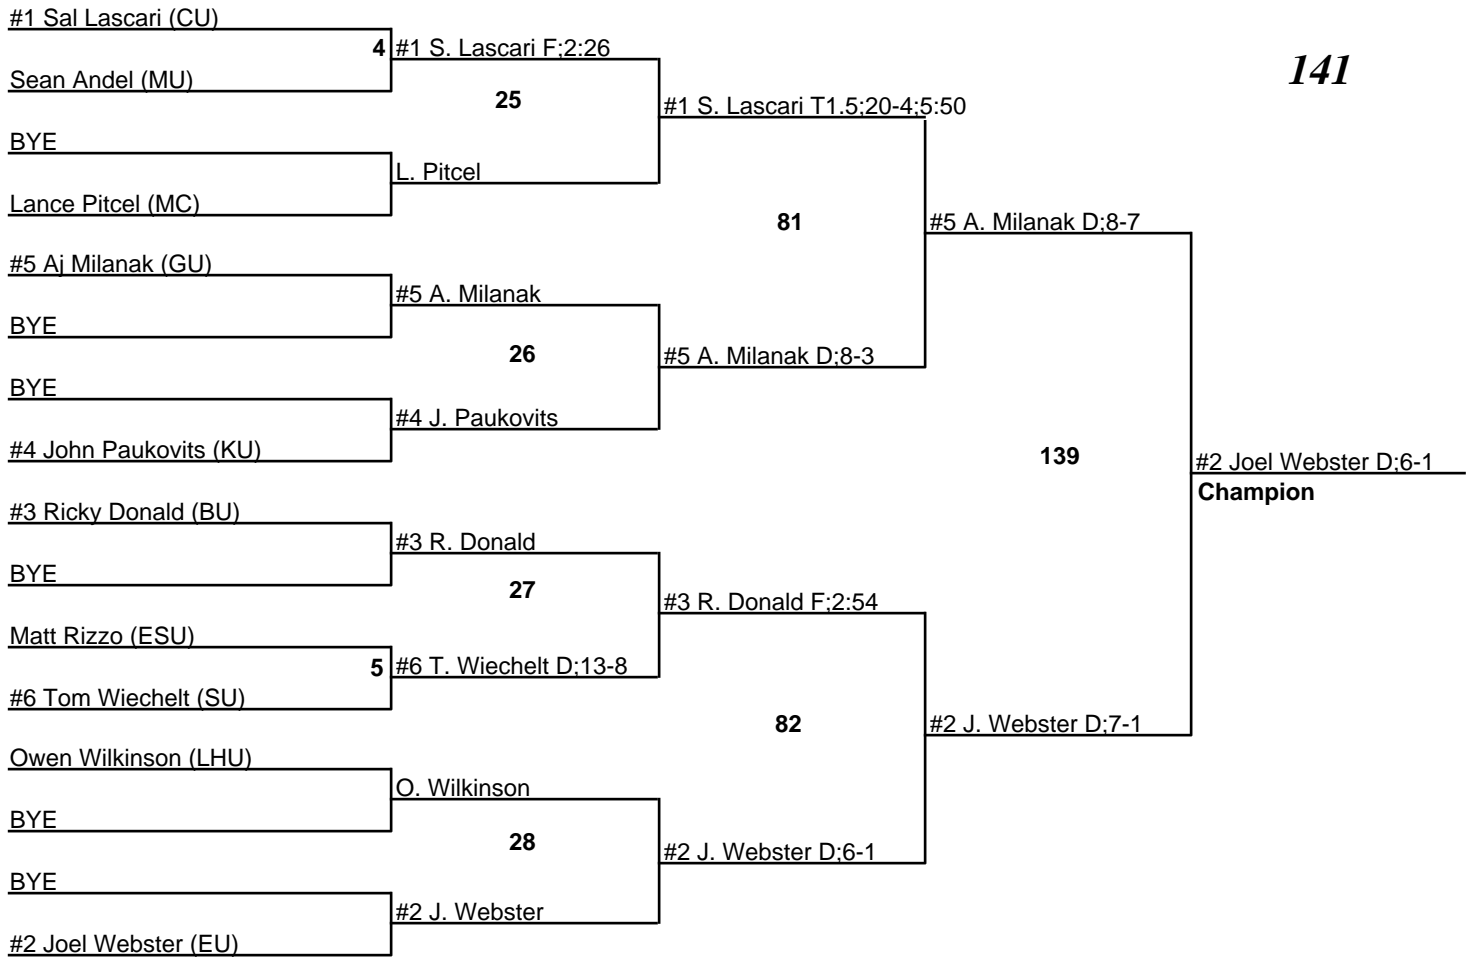 #1 Sal Lascari (CU)
4 #1 S. Lascari F;2:26
141
Sean Andel (MU)
25
#1 S. Lascari T1.5;20-4;5:50
BYE
L. Pitcel
Lance Pitcel (MC)
81
#5 A. Milanak D;8-7
#5 Aj Milanak (GU)
#5 A. Milanak
BYE
26
#5 A. Milanak D;8-3
BYE
#4 J. Paukovits
#4 John Paukovits (KU)
139
#2 Joel Webster D;6-1
Champion
#3 Ricky Donald (BU)
#3 R. Donald
BYE
27
#3 R. Donald F;2:54
Matt Rizzo (ESU)
5 #6 T. Wiechelt D;13-8
#6 Tom Wiechelt (SU)
82
#2 J. Webster D;7-1
Owen Wilkinson (LHU)
O. Wilkinson
BYE
28
#2 J. Webster D;6-1
BYE
#2 J. Webster
#2 Joel Webster (EU)